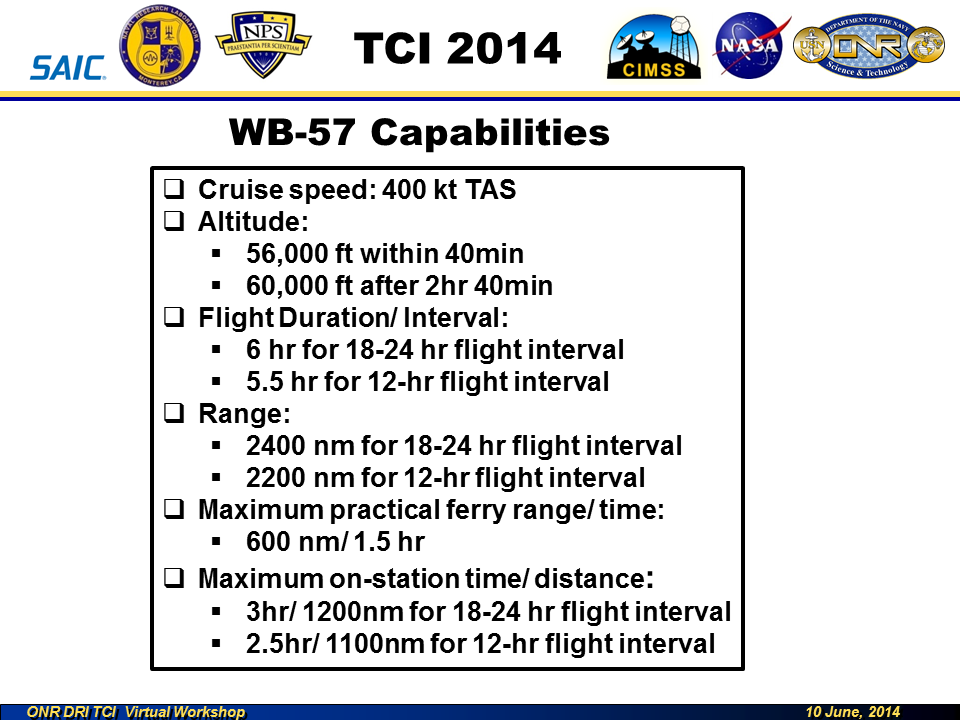 SAIC
NAVAL RESEARCH LABORATORY
MONTEREY, CA
NPS
PRAESTANTIA PER SCIENTIAM
TCI 2014
CIMSS
NASA
DEPARTMENT OF THE NAVY
USN ONR
Science & Technology
WB-57 Capabilities
Cruise speed: 400 kt TAS
Altitude:
56,000 ft within 40min
60,000 ft after 2hr 40min
Flight Duration/ Interval:
6 hr for 18-24 hr flight interval
5.5 hr for 12-hr flight interval
Range:
2400 nm for 18-24 hr flight interval
2200 nm for 12-hr flight interval
Maximum practical ferry range/ time:
600 nm/ 1.5 hr
Maximum on-station time/ distance:
3hr/ 1200nm for 18-24 hr flight interval
2.5hr/ 1100nm for 12-hr flight interval
ONR DRI TCI Virtual Workshop
10 June, 2014